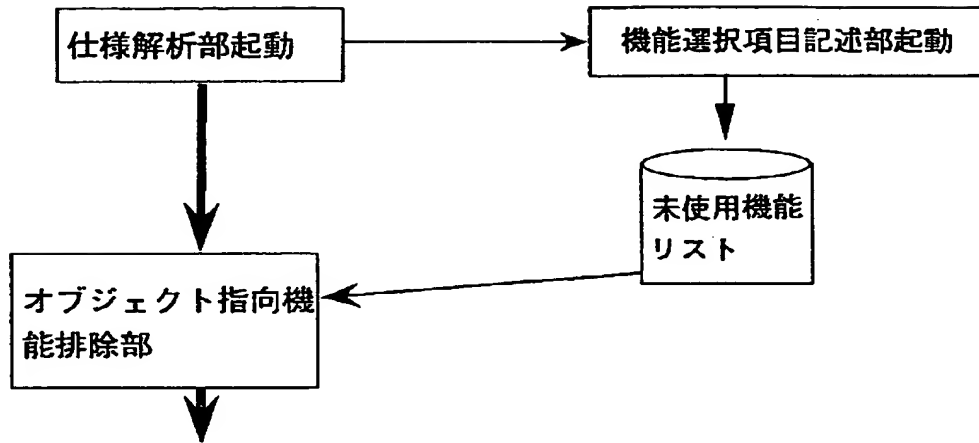 仕様解析部起動
機能選択項目記述部起動
未使用機能
リスト
オブジェクト指向機
能排除部